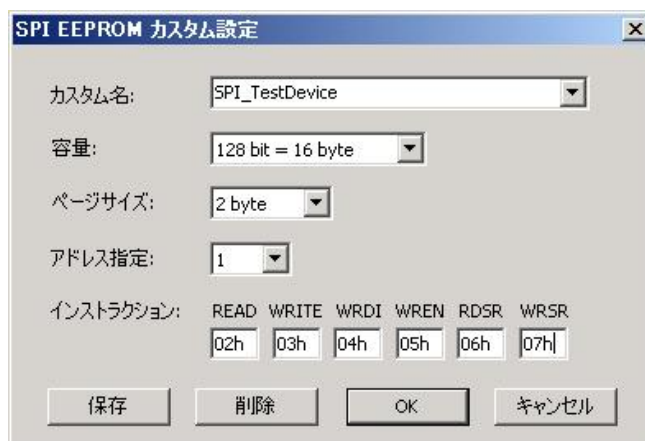 SPI EEPROM カスタム設定
カスタム名: SPI_TestDevice
容量: 128 bit = 16 byte
ページサイズ: 2 byte
アドレス指定: 1
インストラクション: READ WRITE WRDI WREN RDSR WRSR
02h 03h 04h 05h 06h 07h
保存 削除 OK キャンセル